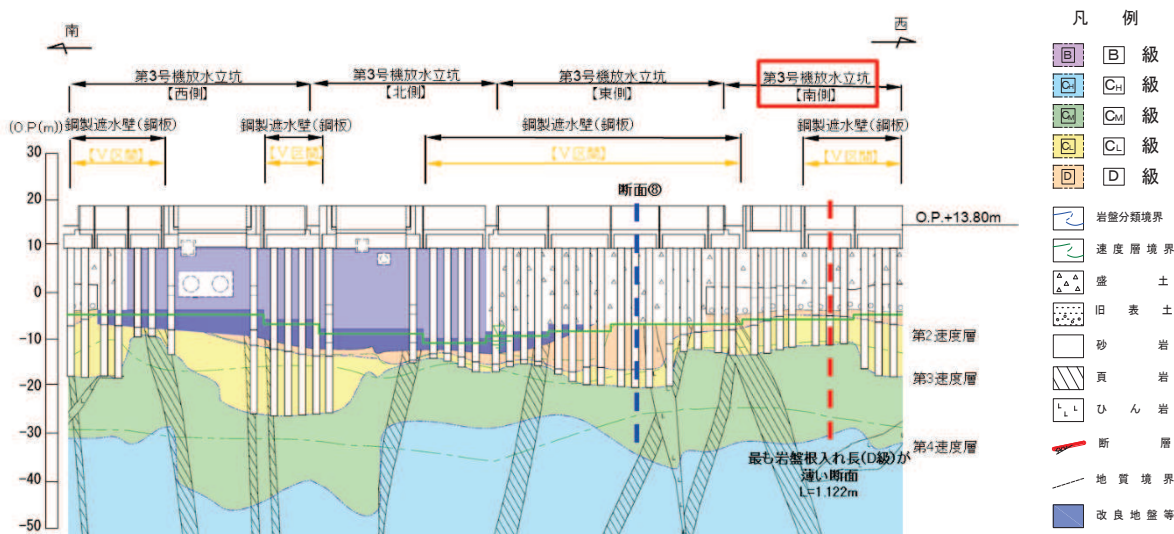 南
西
第3号機放水立坑
【西側】
第3号機放水立坑
【北側】
第3号機放水立坑
【東側】
第3号機放水立坑
【南側】
(O.P(m))
鋼製遮水壁(鋼板)
鋼製遮水壁(鋼板)
鋼製遮水壁(鋼板)
鋼製遮水壁(鋼板)
【V区間】
【V区間】
【V区間】
【V区間】
断面⑧
O.P.+13.80m
30
20
10
0
-10
-20
-30
-40
-50
第2速度層
第3速度層
第4速度層
最も岩盤根入れ長(D級)が
薄い断面
L=1.122m
凡 例
B B 級
CH CH 級
CM CM 級
CL CL 級
D D 級
岩盤分類境界
速度層境界
盛 土
旧 表 土
砂 岩
頁 岩
ひ ん 岩
断 層
地 質 境 界
改 良 地 盤 等